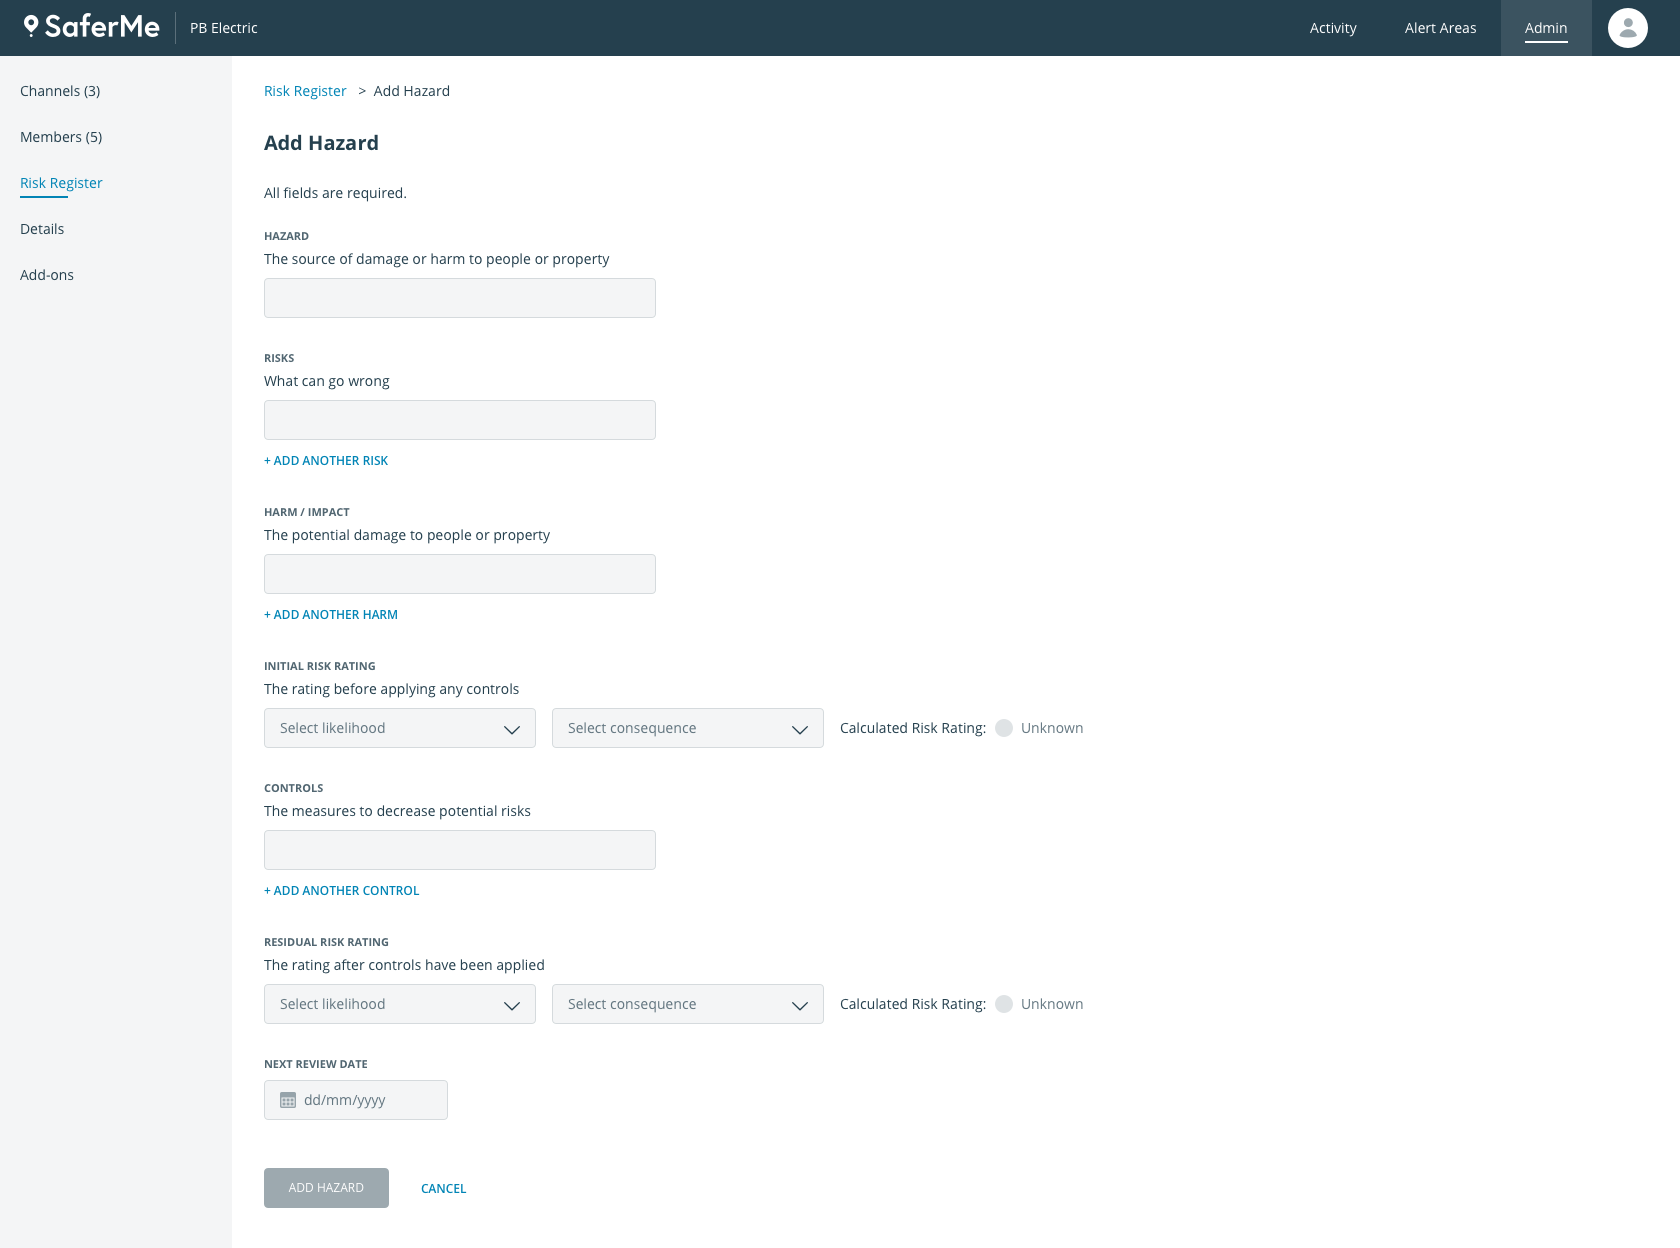 SaferMe PB Electric Activity Alert Areas Admin
Channels (3)
Members (5)
Risk Register
Details
Add-ons
Risk Register > Add Hazard
Add Hazard
All fields are required.
HAZARD
The source of damage or harm to people or property
RISKS
What can go wrong
+ ADD ANOTHER RISK
HARM / IMPACT
The potential damage to people or property
+ ADD ANOTHER HARM
INITIAL RISK RATING
The rating before applying any controls
Select likelihood Select consequence Calculated Risk Rating: Unknown
CONTROLS
The measures to decrease potential risks
+ ADD ANOTHER CONTROL
RESIDUAL RISK RATING
The rating after controls have been applied
Select likelihood Select consequence Calculated Risk Rating: Unknown
NEXT REVIEW DATE
dd/mm/yyyy
ADD HAZARD CANCEL